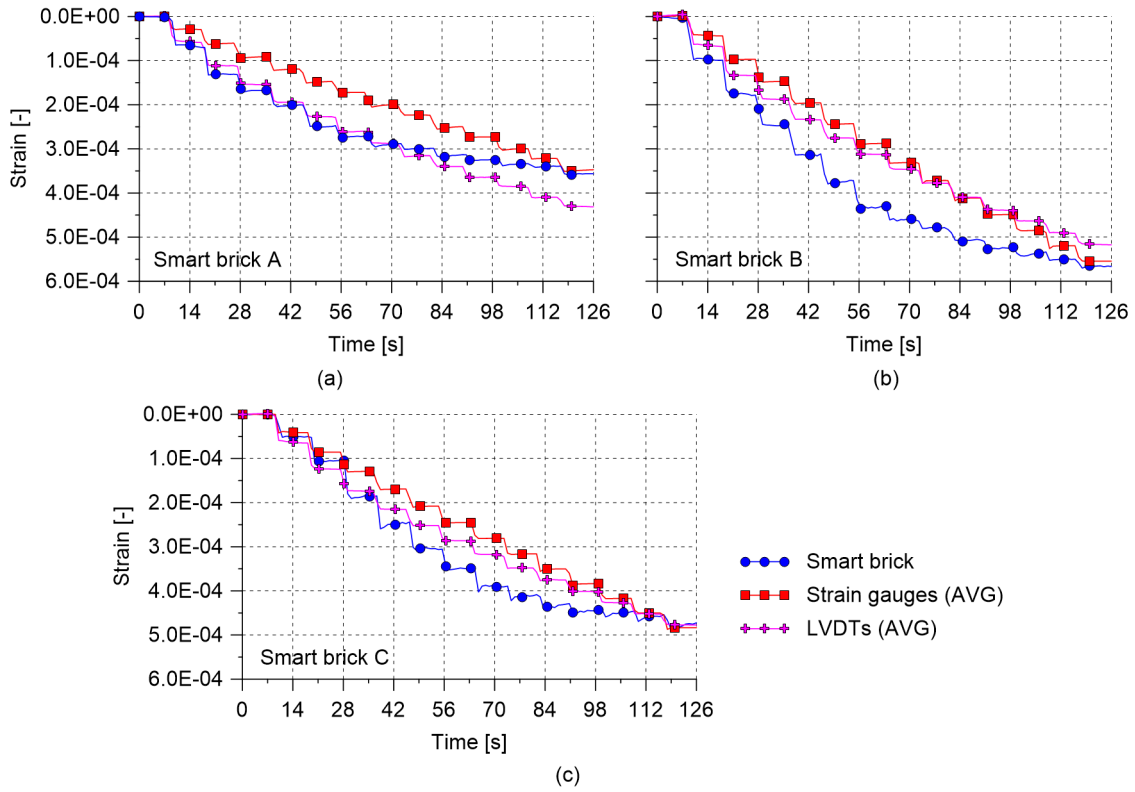 0.0E+00
1.0E-04
2.0E-04
3.0E-04
4.0E-04
5.0E-04
6.0E-04
Strain [-]
Smart brick A
0 14 28 42 56 70 84 98 112 126
Time [s]
(a)
0.0E+00
1.0E-04
2.0E-04
3.0E-04
4.0E-04
5.0E-04
6.0E-04
Strain [-]
Smart brick B
0 14 28 42 56 70 84 98 112 126
Time [s]
(b)
0.0E+00
1.0E-04
2.0E-04
3.0E-04
4.0E-04
5.0E-04
6.0E-04
Strain [-]
Smart brick C
0 14 28 42 56 70 84 98 112 126
Time [s]
(c)
Smart brick
Strain gauges (AVG)
LVDTs (AVG)